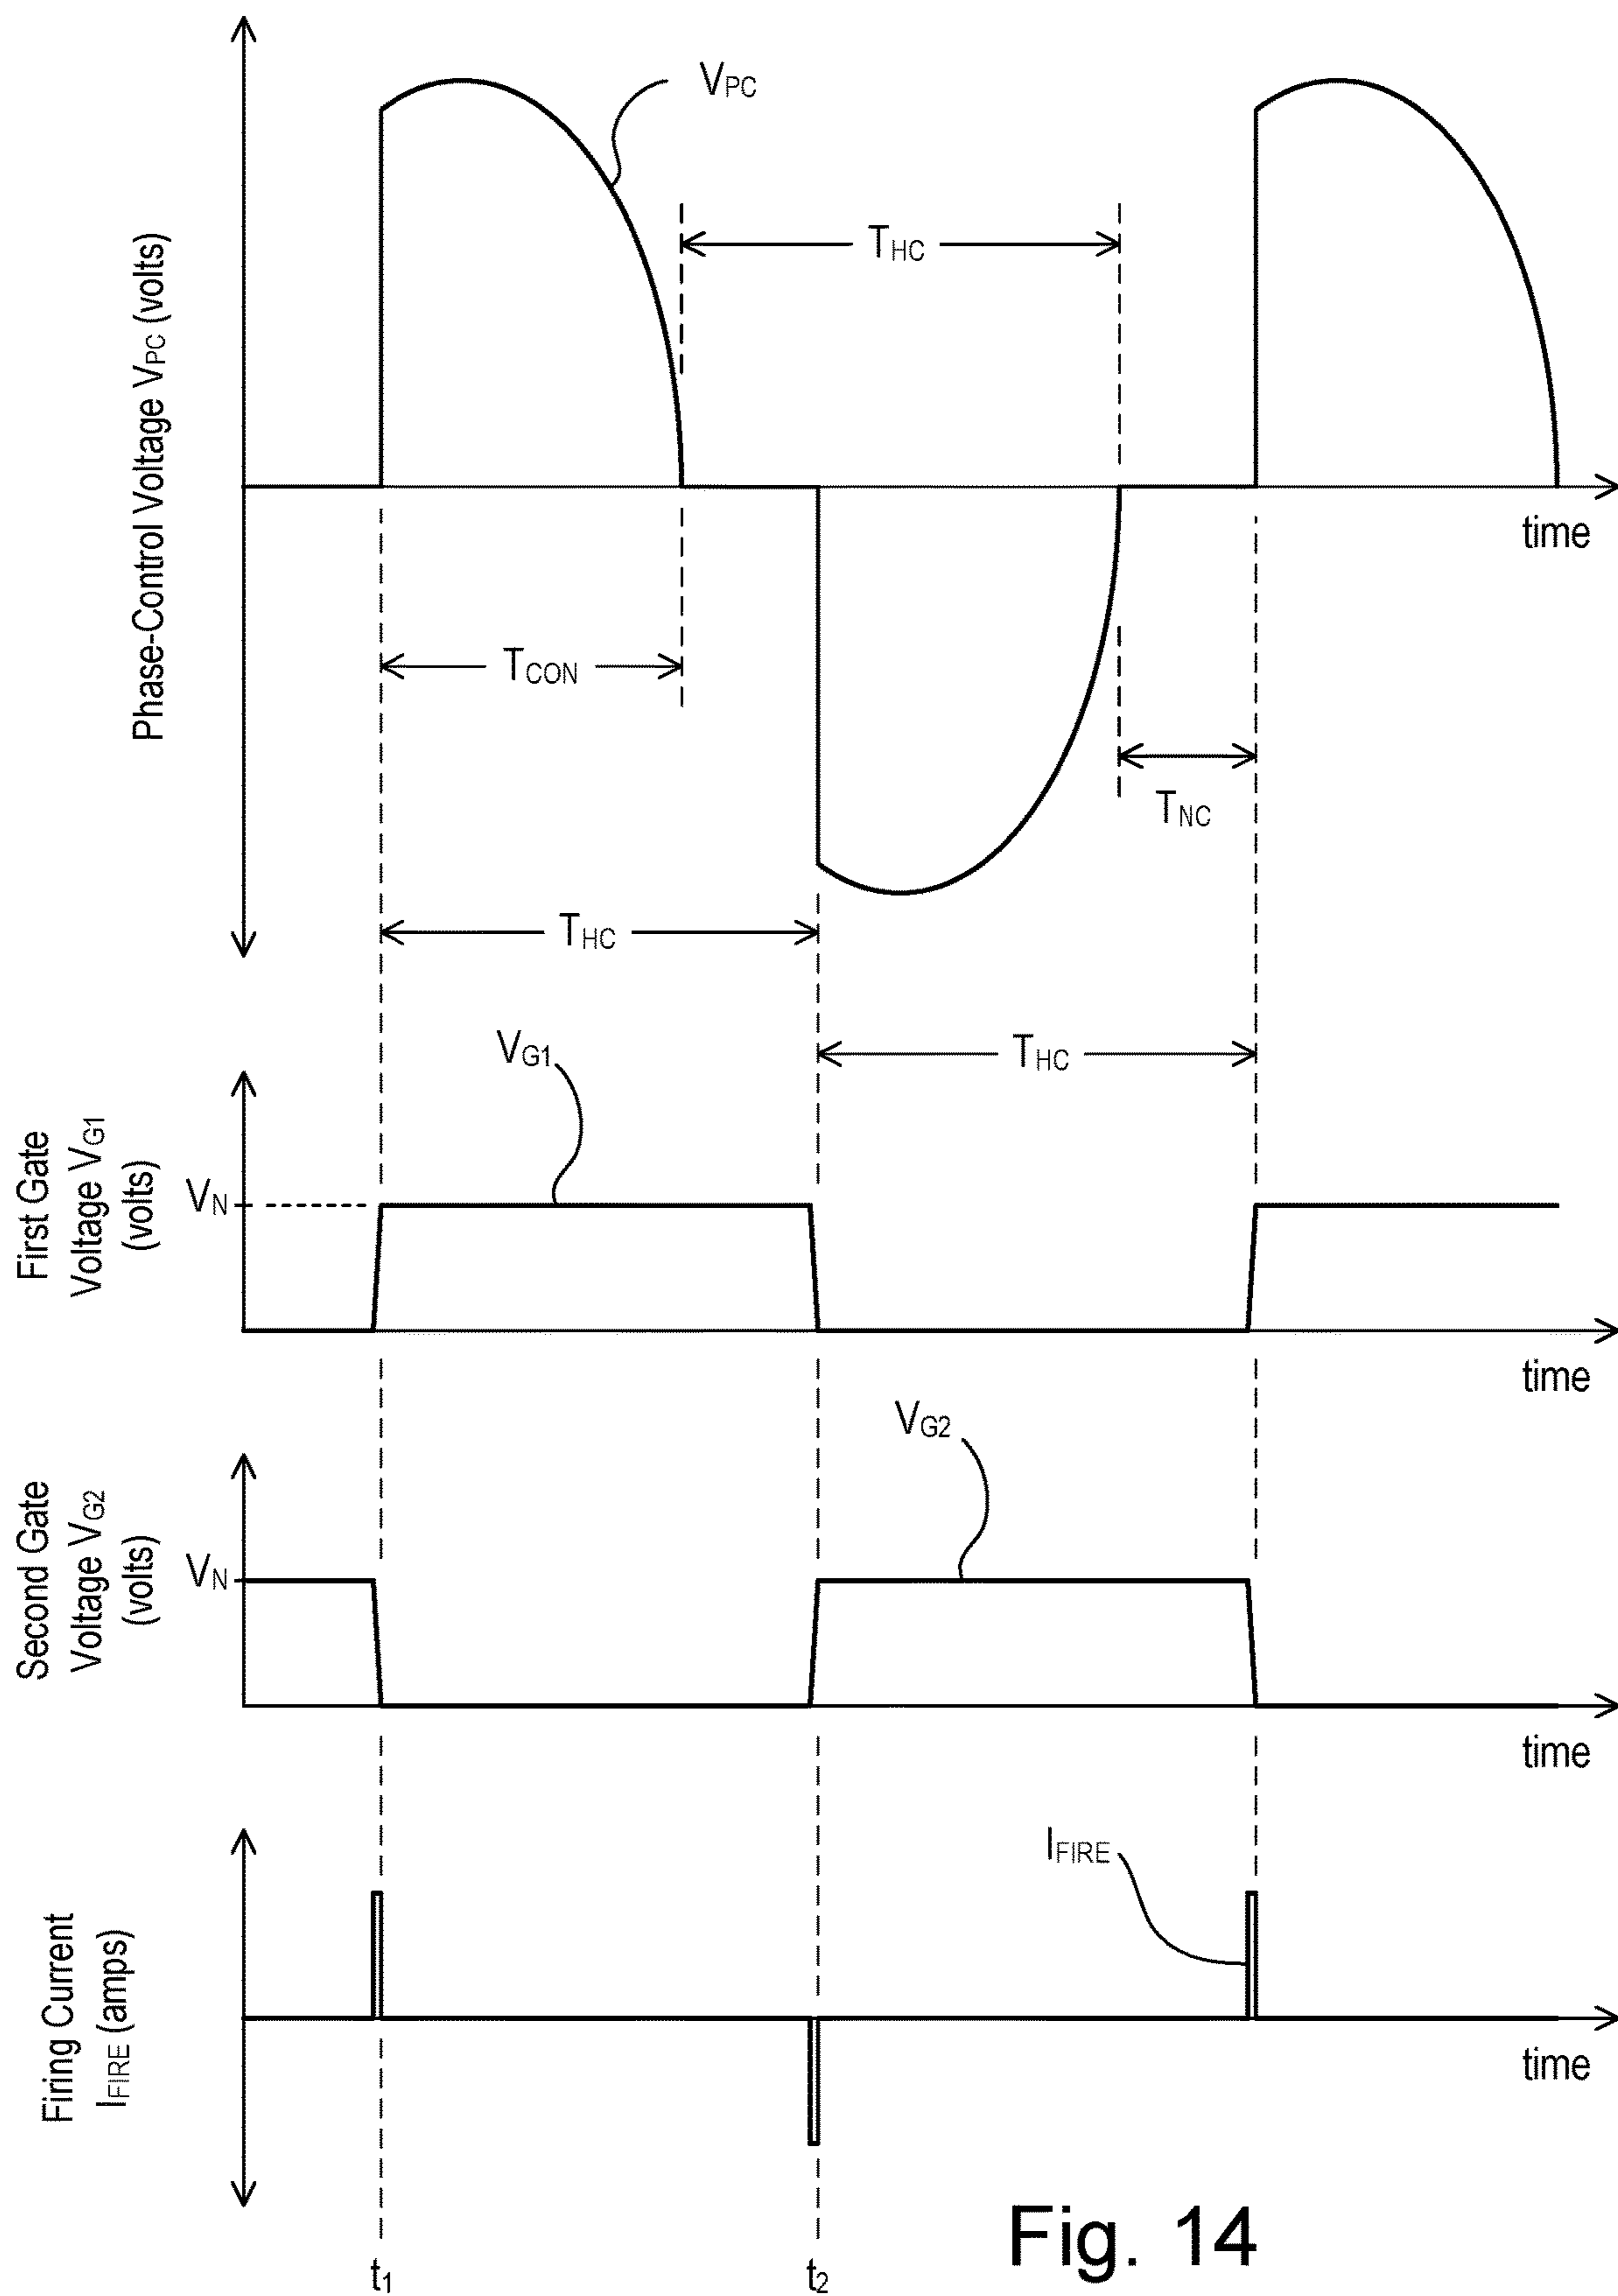 Phase-Control Voltage VPC (volts)
VPC
THC
time
TCON
TNC
THC
THC
First Gate
Voltage VG1
(volts)
VG1
VN
time
Second Gate
Voltage VG2
(volts)
VG2
VN
time
Firing Current
IFIRE (amps)
IFIRE
time
t1
t2
Fig. 14